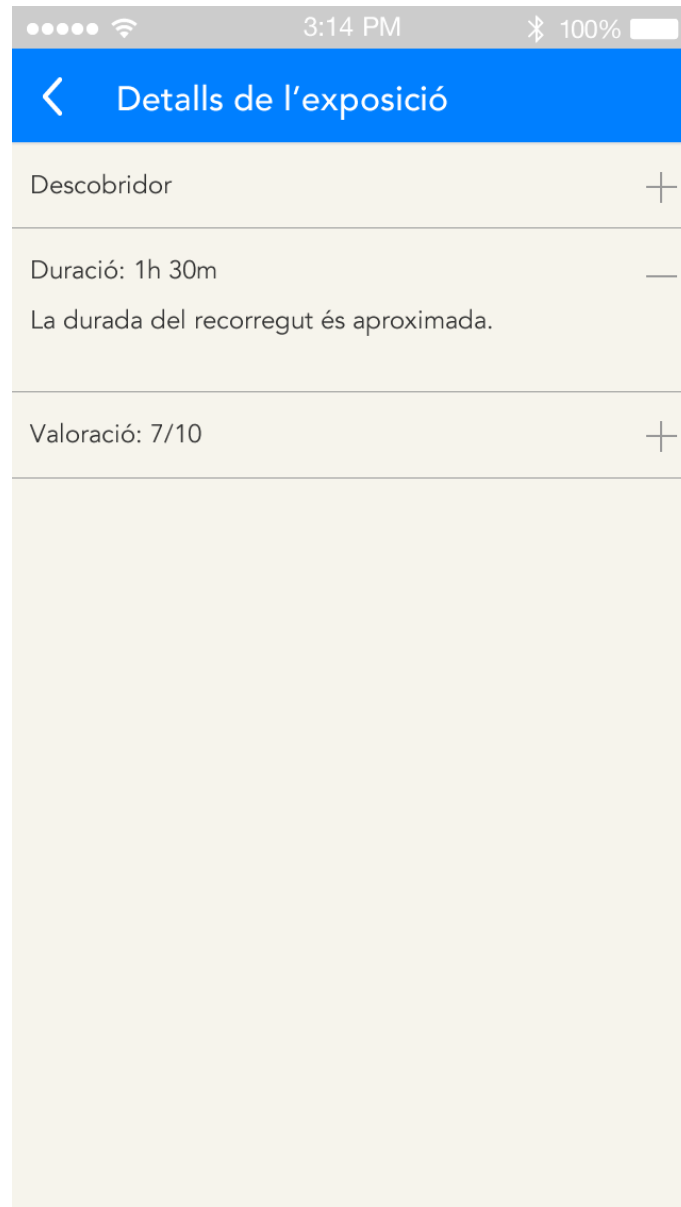 3:14 PM 100%
Detalls de l’exposició
Descobridor
Duració: 1h 30m
La durada del recorregut és aproximada.
Valoració: 7/10